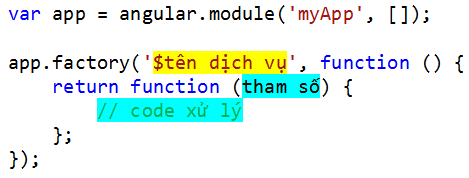 var app = angular.module('myApp', []);
app.factory('$tên dịch vụ', function () {
return function (tham số) {
// code xử lý
};
});